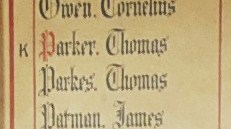 Owen. Cornelius
K Parker. Thomas
Parkes. Thomas
Patman. James